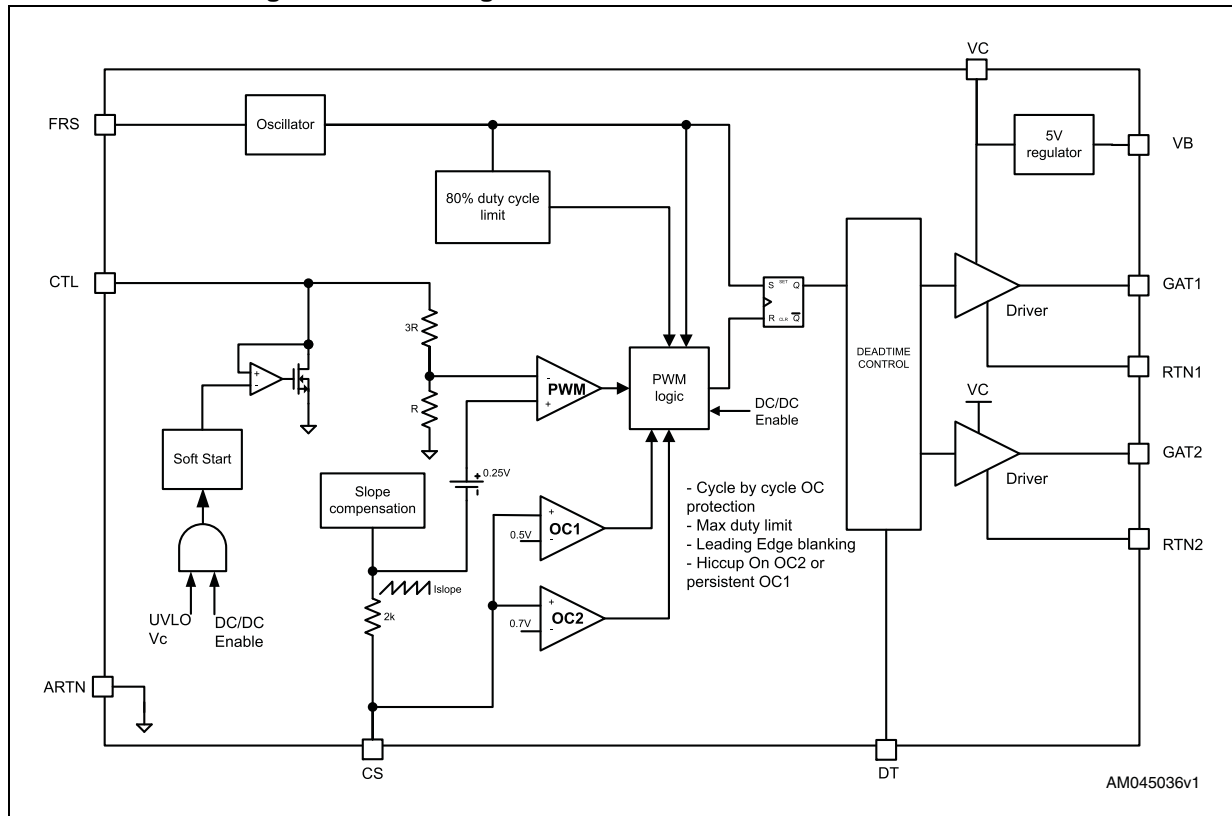 VC
FRS
Oscillator
5V
regulator
VB
80% duty cycle
limit
CTL
S SET Q
R CLR Q
GAT1
Driver
3R
DEADTIME
CONTROL
+
-
-
PWM
+
PWM
logic
RTN1
DC/DC
Enable
VC
R
Soft Start
GAT2
Driver
Slope
compensation
+
0.25V
-
- Cycle by cycle OC
protection
- Max duty limit
- Leading Edge blanking
- Hiccup On OC2 or
persistent OC1
+
OC1
0.5V
-
RTN2
Islope
2k
+
OC2
0.7V
-
UVLO
Vc
DC/DC
Enable
ARTN
CS
DT
AM045036v1